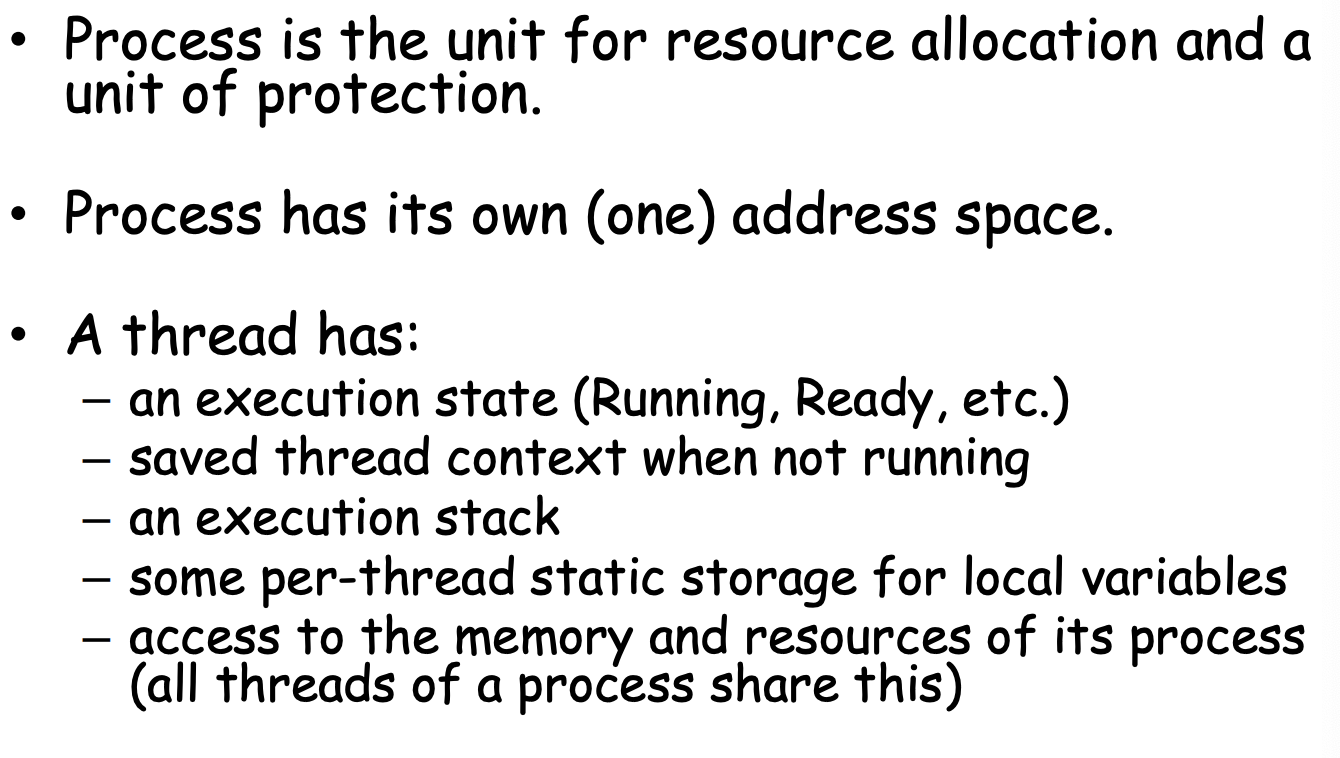 • Process is the unit for resource allocation and a
unit of protection.
• Process has its own (one) address space.
• A thread has:
– an execution state (Running, Ready, etc.)
– saved thread context when not running
– an execution stack
– some per-thread static storage for local variables
– access to the memory and resources of its process
(all threads of a process share this)